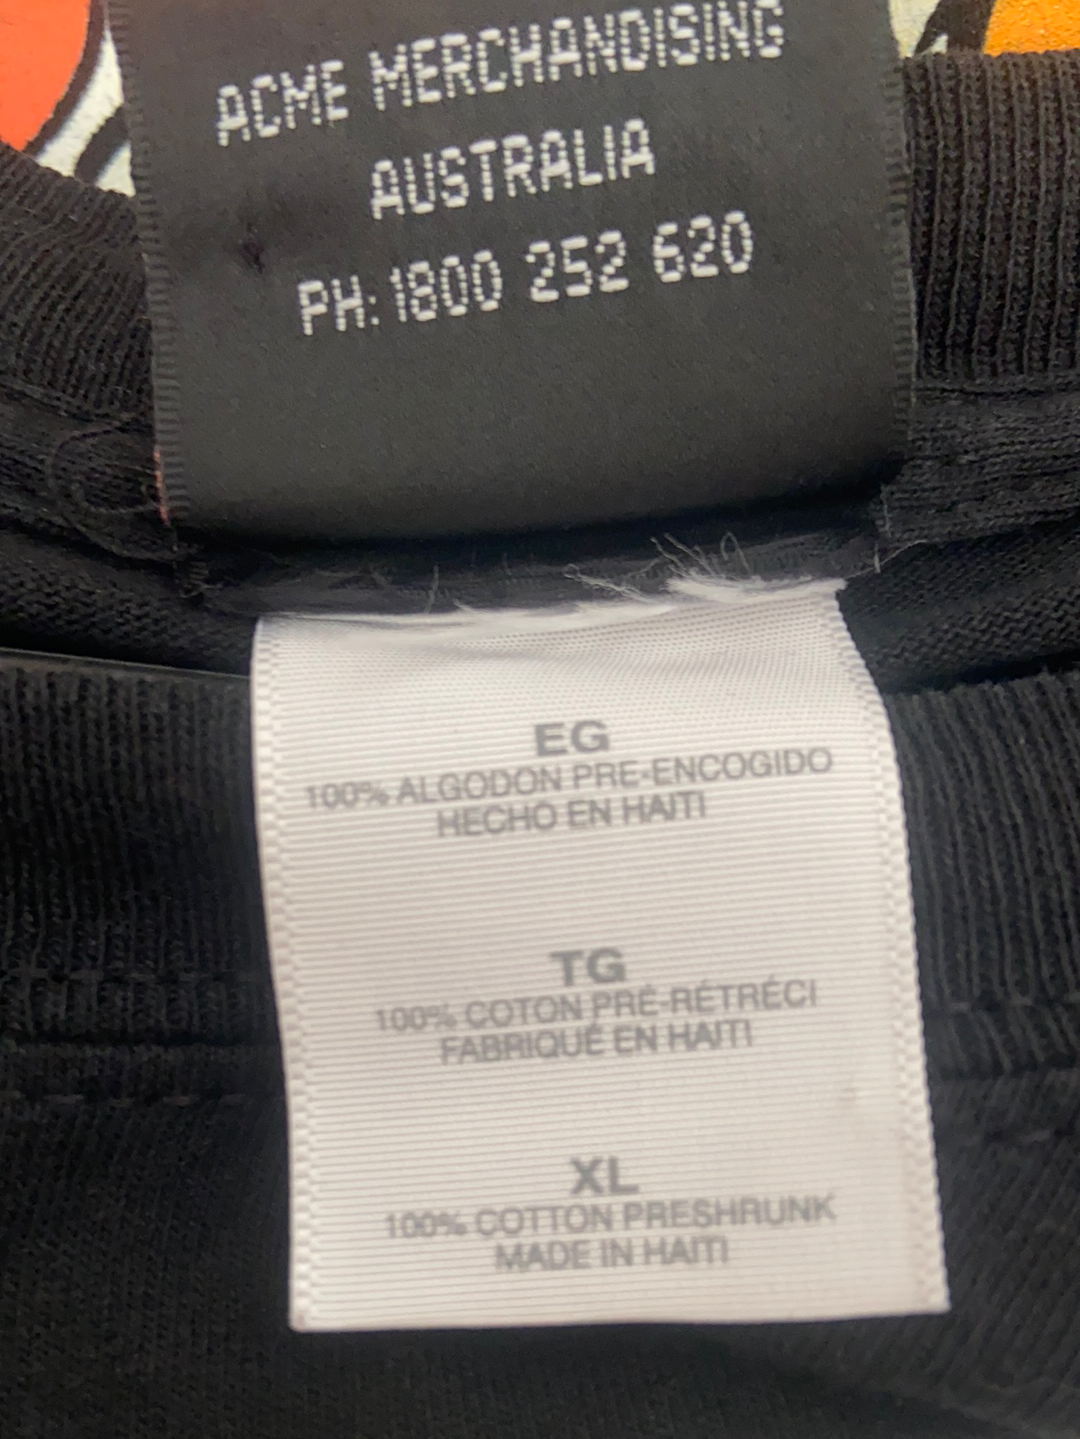 ACME MERCHANDISING
AUSTRALIA
PH: 1800 252 620
EG
100% ALGODON PRE-ENCOGIDO
HECHO EN HAITI
TG
100% COTON PRÉ-RÉTRÉCI
FABRIQUÉ EN HAITI
XL
100% COTTON PRESHRUNK
MADE IN HAITI